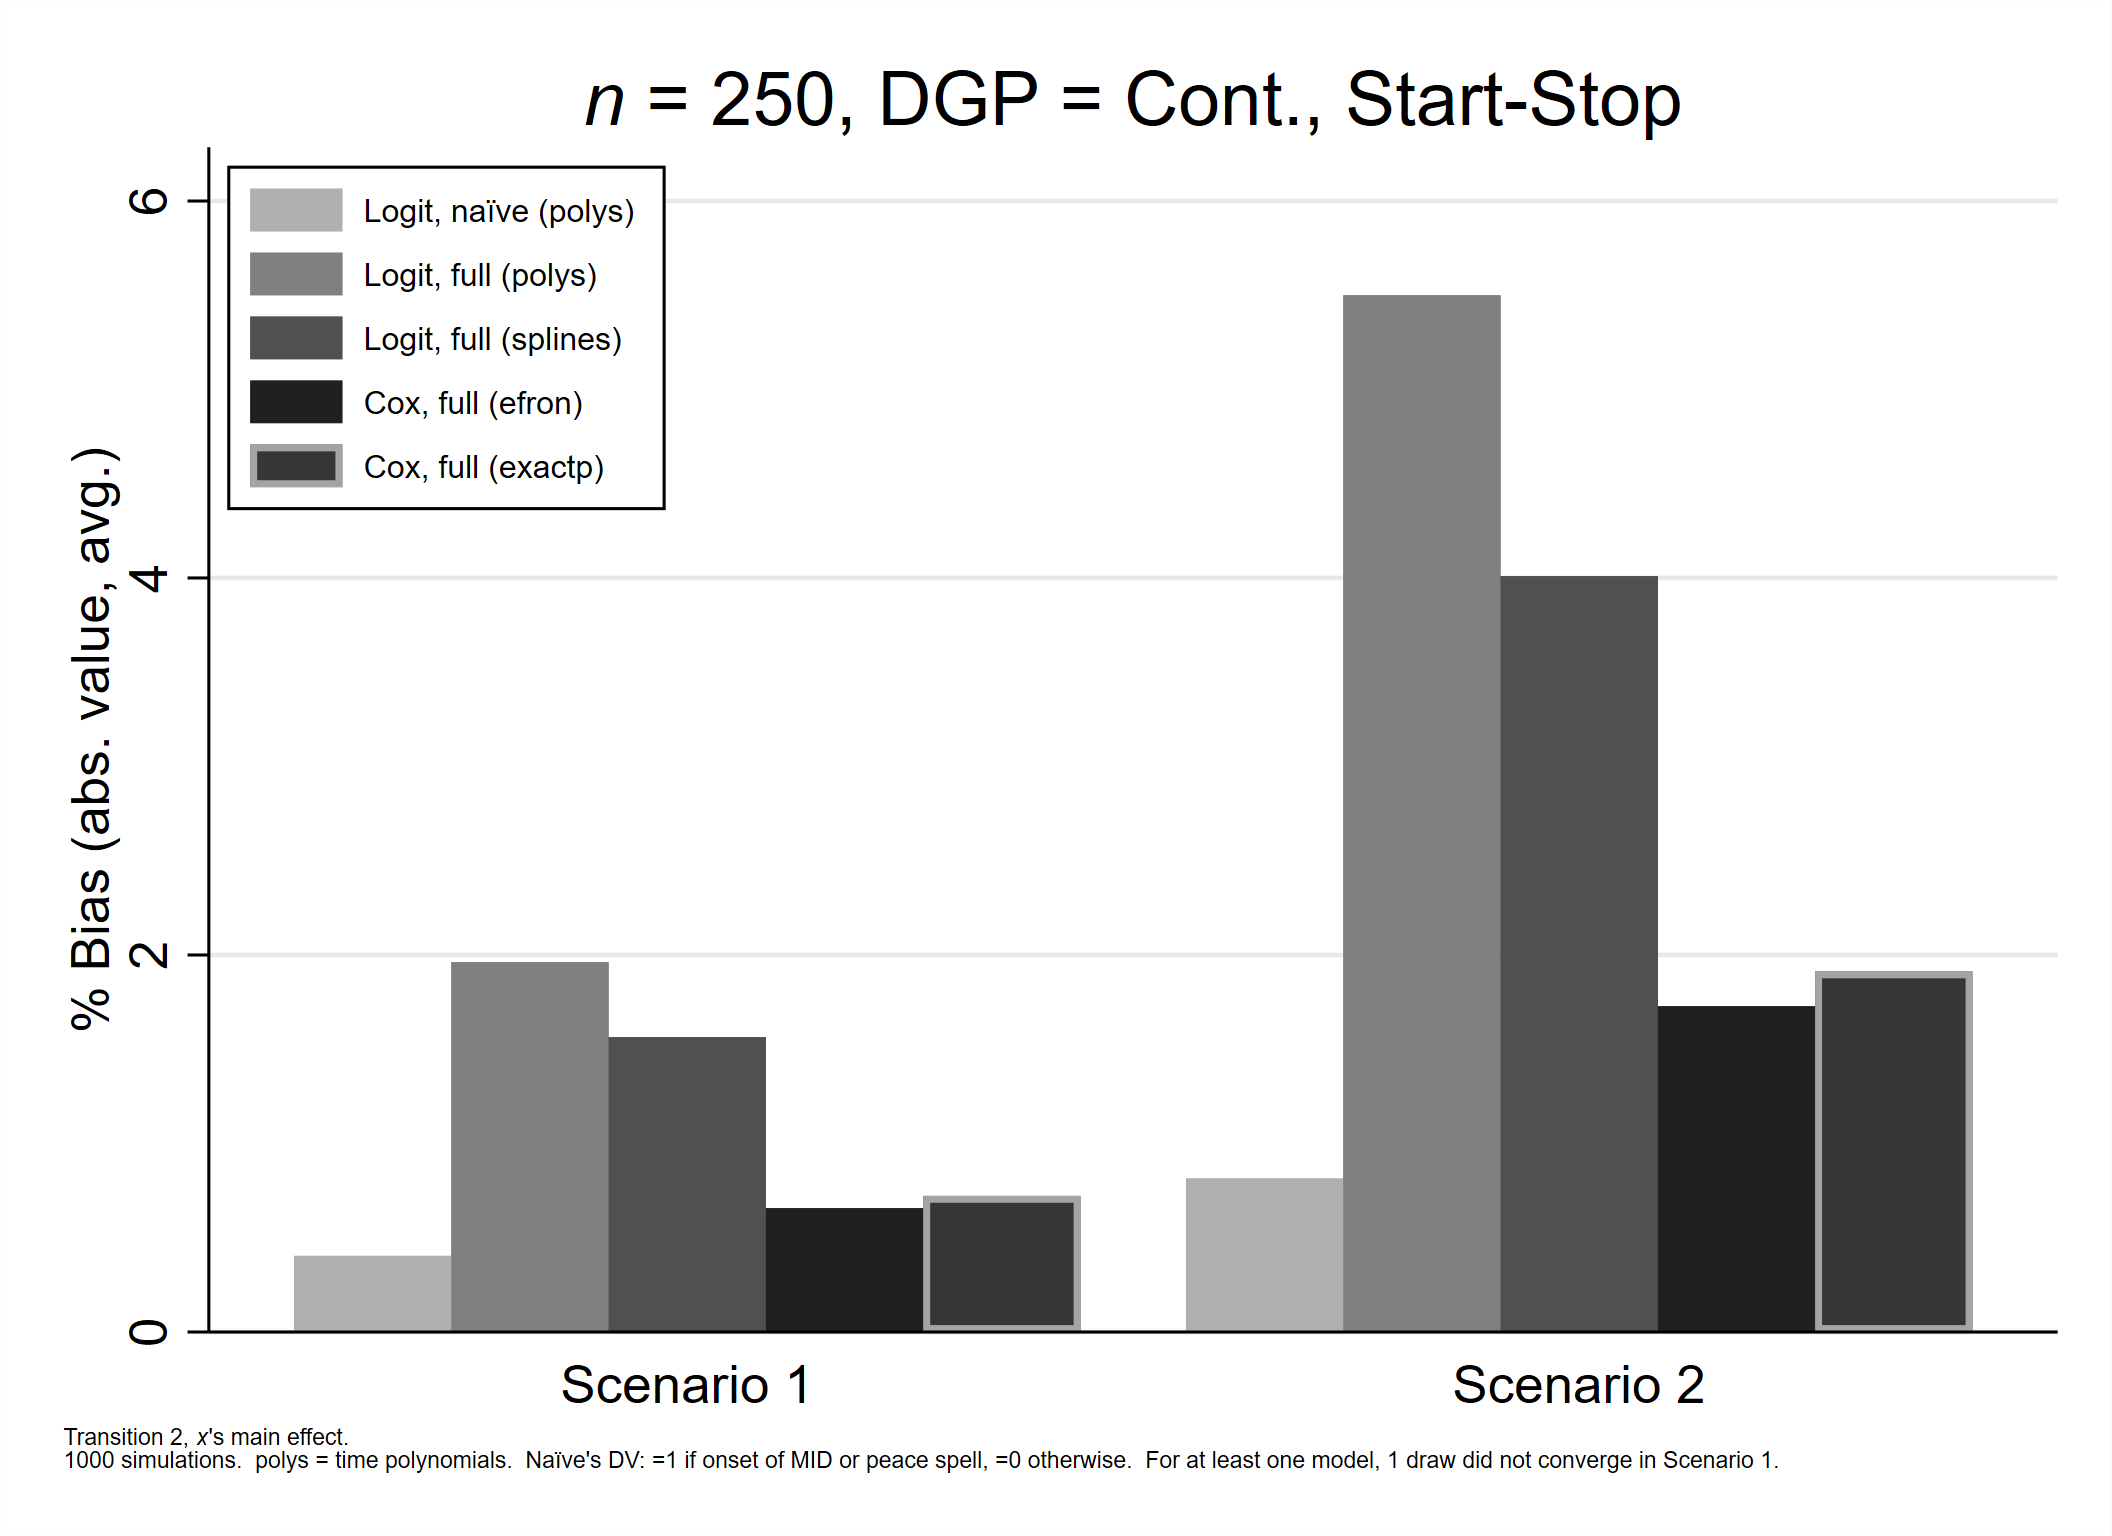 n = 250, DGP = Cont., Start-Stop
Logit, naïve (polys)
Logit, full (polys)
Logit, full (splines)
Cox, full (efron)
Cox, full (exactp)
% Bias (abs. value, avg.)
6
4
2
0
Scenario 1
Scenario 2
Transition 2, x's main effect.
1000 simulations.  polys = time polynomials.  Naïve's DV: =1 if onset of MID or peace spell, =0 otherwise.  For at least one model, 1 draw did not converge in Scenario 1.